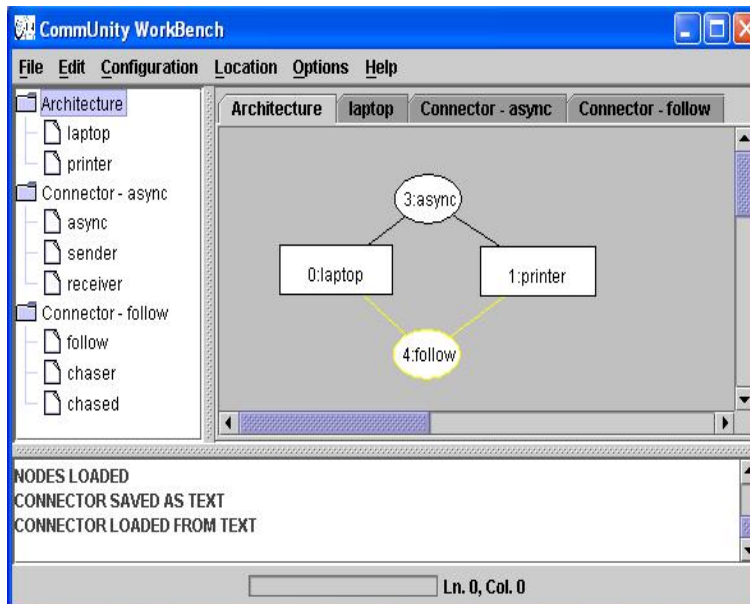 CommUnity WorkBench
File Edit Configuration Location Options Help
Architecture
laptop
printer
Connector - async
async
sender
receiver
Connector - follow
follow
chaser
chased
Architecture laptop Connector - async Connector - follow
3:async
0:laptop
1:printer
4:follow
NODES LOADED
CONNECTOR SAVED AS TEXT
CONNECTOR LOADED FROM TEXT
Ln. 0, Col. 0